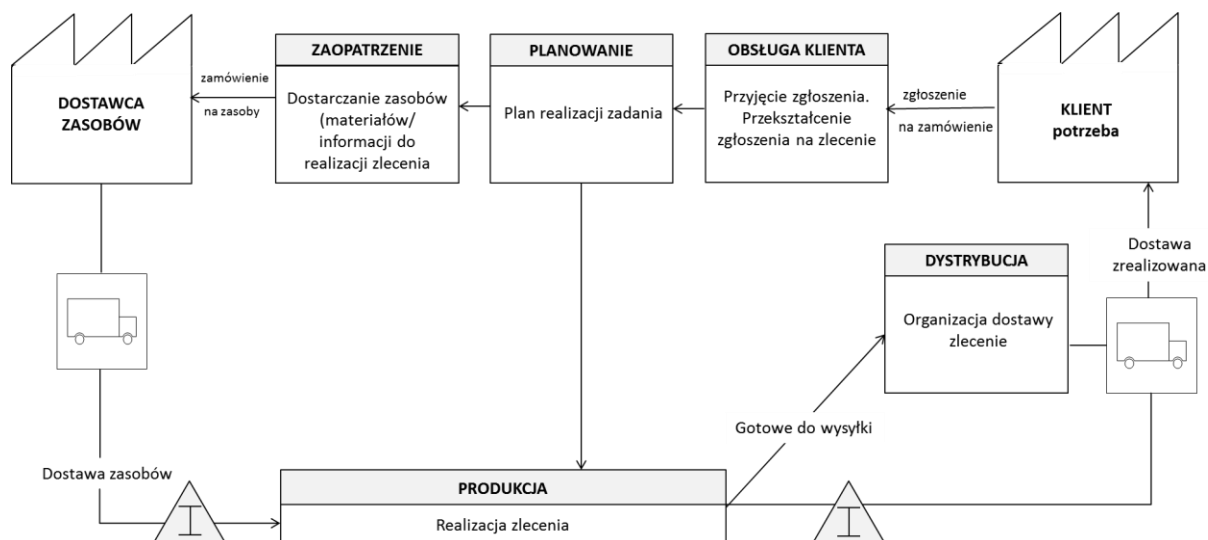 ZAOPATRZENIE
PLANOWANIE
OBSŁUGA KLIENTA
DOSTAWCA
ZASOBÓW
zamówienie
na zasoby
Dostarczanie zasobów
(materiałów/
informacji do
realizacji zlecenia
Plan realizacji zadania
Przyjęcie zgłoszenia.
Przekształcenie
zgłoszenia na zlecenie
zgłoszenie
na zamówienie
KLIENT
potrzeba
DYSTRYBUCJA
Organizacja dostawy
zlecenie
Dostawa
zrealizowana
Gotowe do wysyłki
Dostawa zasobów
I
PRODUKCJA
Realizacja zlecenia
I